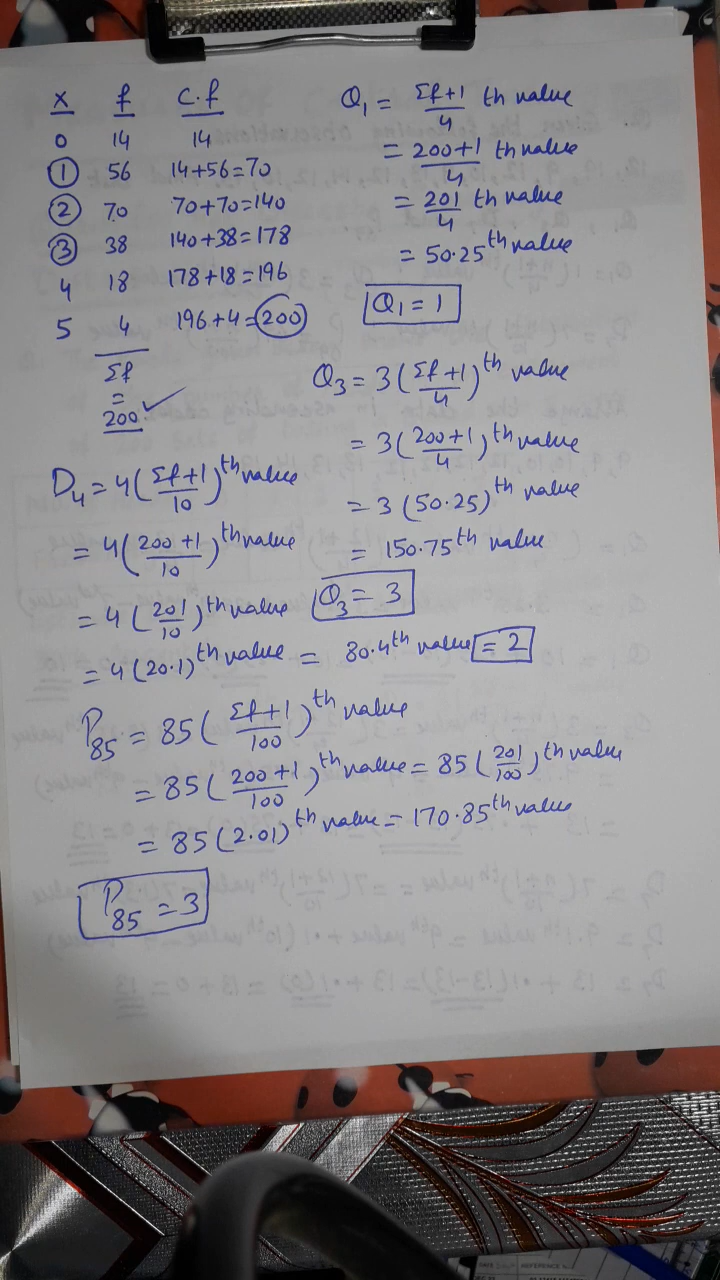 x f c.f
0 14 14
1 56 14+56=70
2 70 70+70=140
3 38 140+38=178
4 18 178+18=196
5 4 196+4=200
Σf
=
200 ✓
Q₁ = Σf+1/4 th value
= 200+1/4 th value
= 201/4 th value
= 50.25th value
Q₁ = 1
Q₃ = 3(Σf+1/4)th value
= 3(200+1/4)th value
= 3(50.25)th value
= 150.75th value
Q₃ = 3
D₄ = 4(Σf+1/10)th value
= 4(200+1/10)th value
= 4(201/10)th value
= 4(20.1)th value = 80.4th value = 2
P₈₅ = 85(Σf+1/100)th value
= 85(200+1/100)th value = 85(201/100)th value
= 85(2.01)th value = 170.85th value
P₈₅ = 3